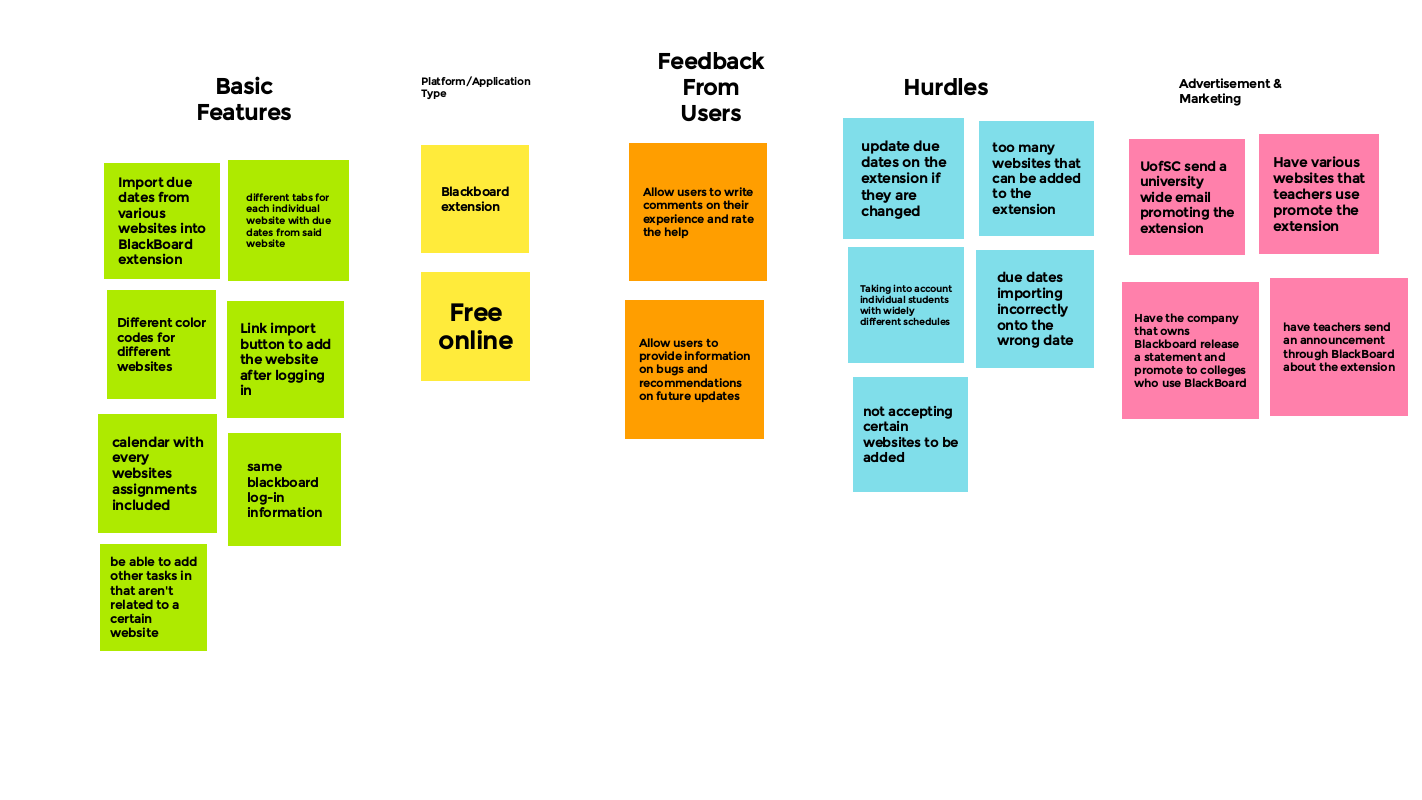 Basic
Features
Import due
dates from
various
websites into
BlackBoard
extension
different tabs for
each individual
website with due
dates from said
website
Different color
codes for
different
websites
Link import
button to add
the website
after logging
in
calendar with
every
websites
assignments
included
same
blackboard
log-in
information
be able to add
other tasks in
that aren't
related to a
certain
website
Platform/Application
Type
Blackboard
extension
Free
online
Feedback
From
Users
Allow users to write
comments on their
experience and rate
the help
Allow users to
provide information
on bugs and
recommendations
on future updates
Hurdles
update due
dates on the
extension if
they are
changed
too many
websites that
can be added
to the
extension
Taking into account
individual students
with widely
different schedules
due dates
importing
incorrectly
onto the
wrong date
not accepting
certain
websites to be
added
Advertisement &
Marketing
UofSC send a
university
wide email
promoting the
extension
Have various
websites that
teachers use
promote the
extension
Have the company
that owns
Blackboard release
a statement and
promote to colleges
who use BlackBoard
have teachers send
an announcement
through BlackBoard
about the extension